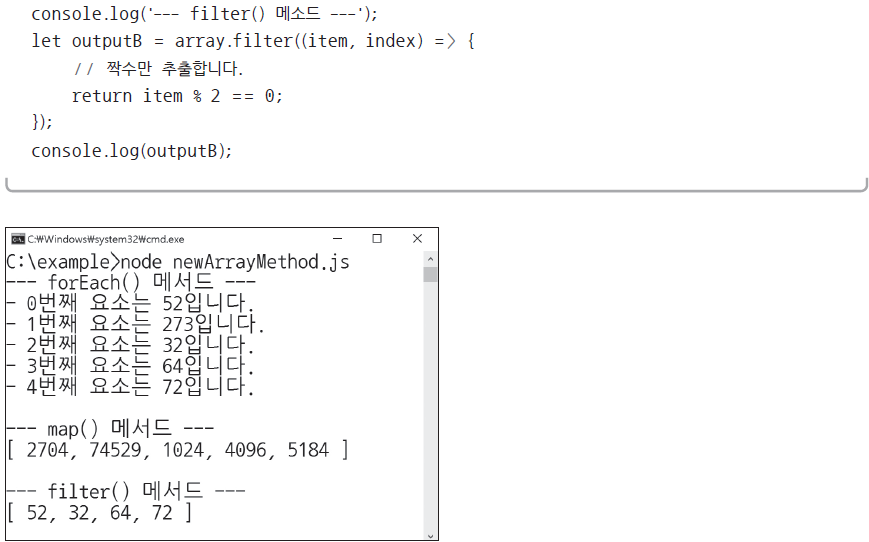 console.log('--- filter() 메소드 ---');
let outputB = array.filter((item, index) => {
// 짝수만 추출합니다.
return item % 2 == 0;
});
console.log(outputB);
C:₩Windows₩system32₩cmd.exe
C:\example>node newArrayMethod.js
--- forEach() 메서드 ---
- 0번째 요소는 52입니다.
- 1번째 요소는 273입니다.
- 2번째 요소는 32입니다.
- 3번째 요소는 64입니다.
- 4번째 요소는 72입니다.
--- map() 메서드 ---
[ 2704, 74529, 1024, 4096, 5184 ]
--- filter() 메서드 ---
[ 52, 32, 64, 72 ]